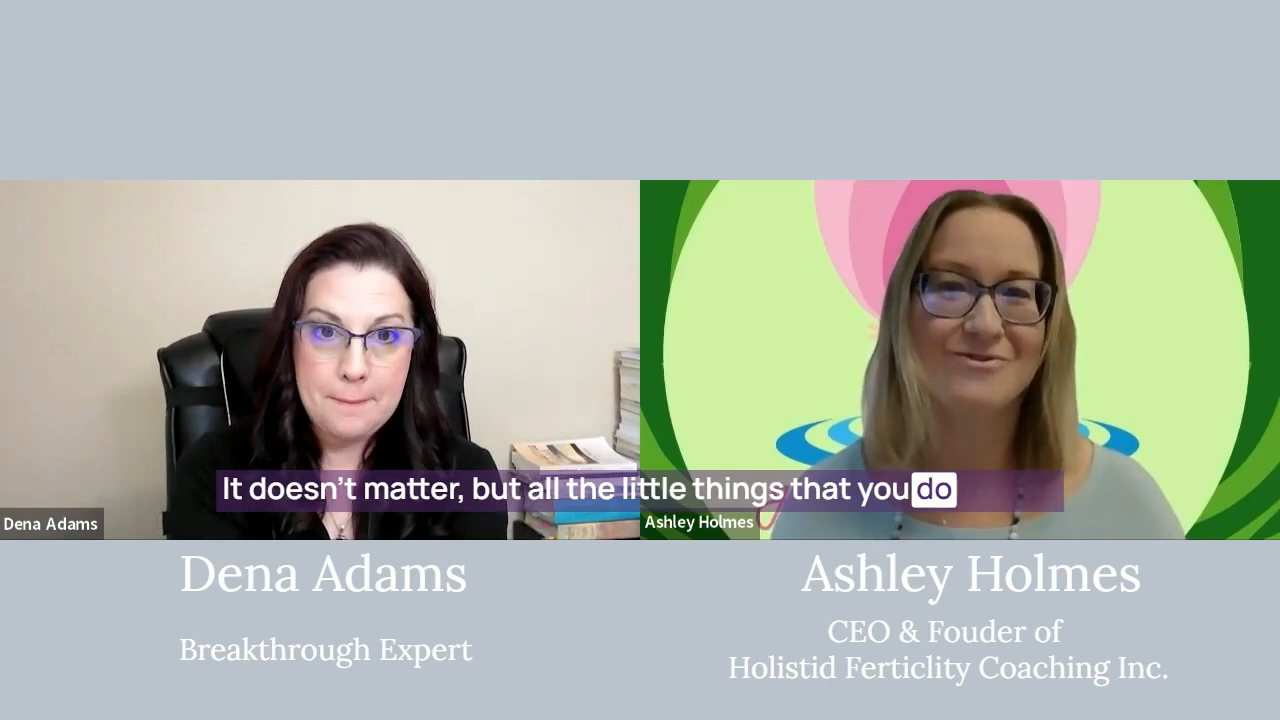 It doesn't matter, but all the little things that you do
Dena Adams
Ashley Holmes
Dena Adams
Ashley Holmes
Breakthrough Expert
CEO & Fouder of
Holistid Ferticlity Coaching Inc.